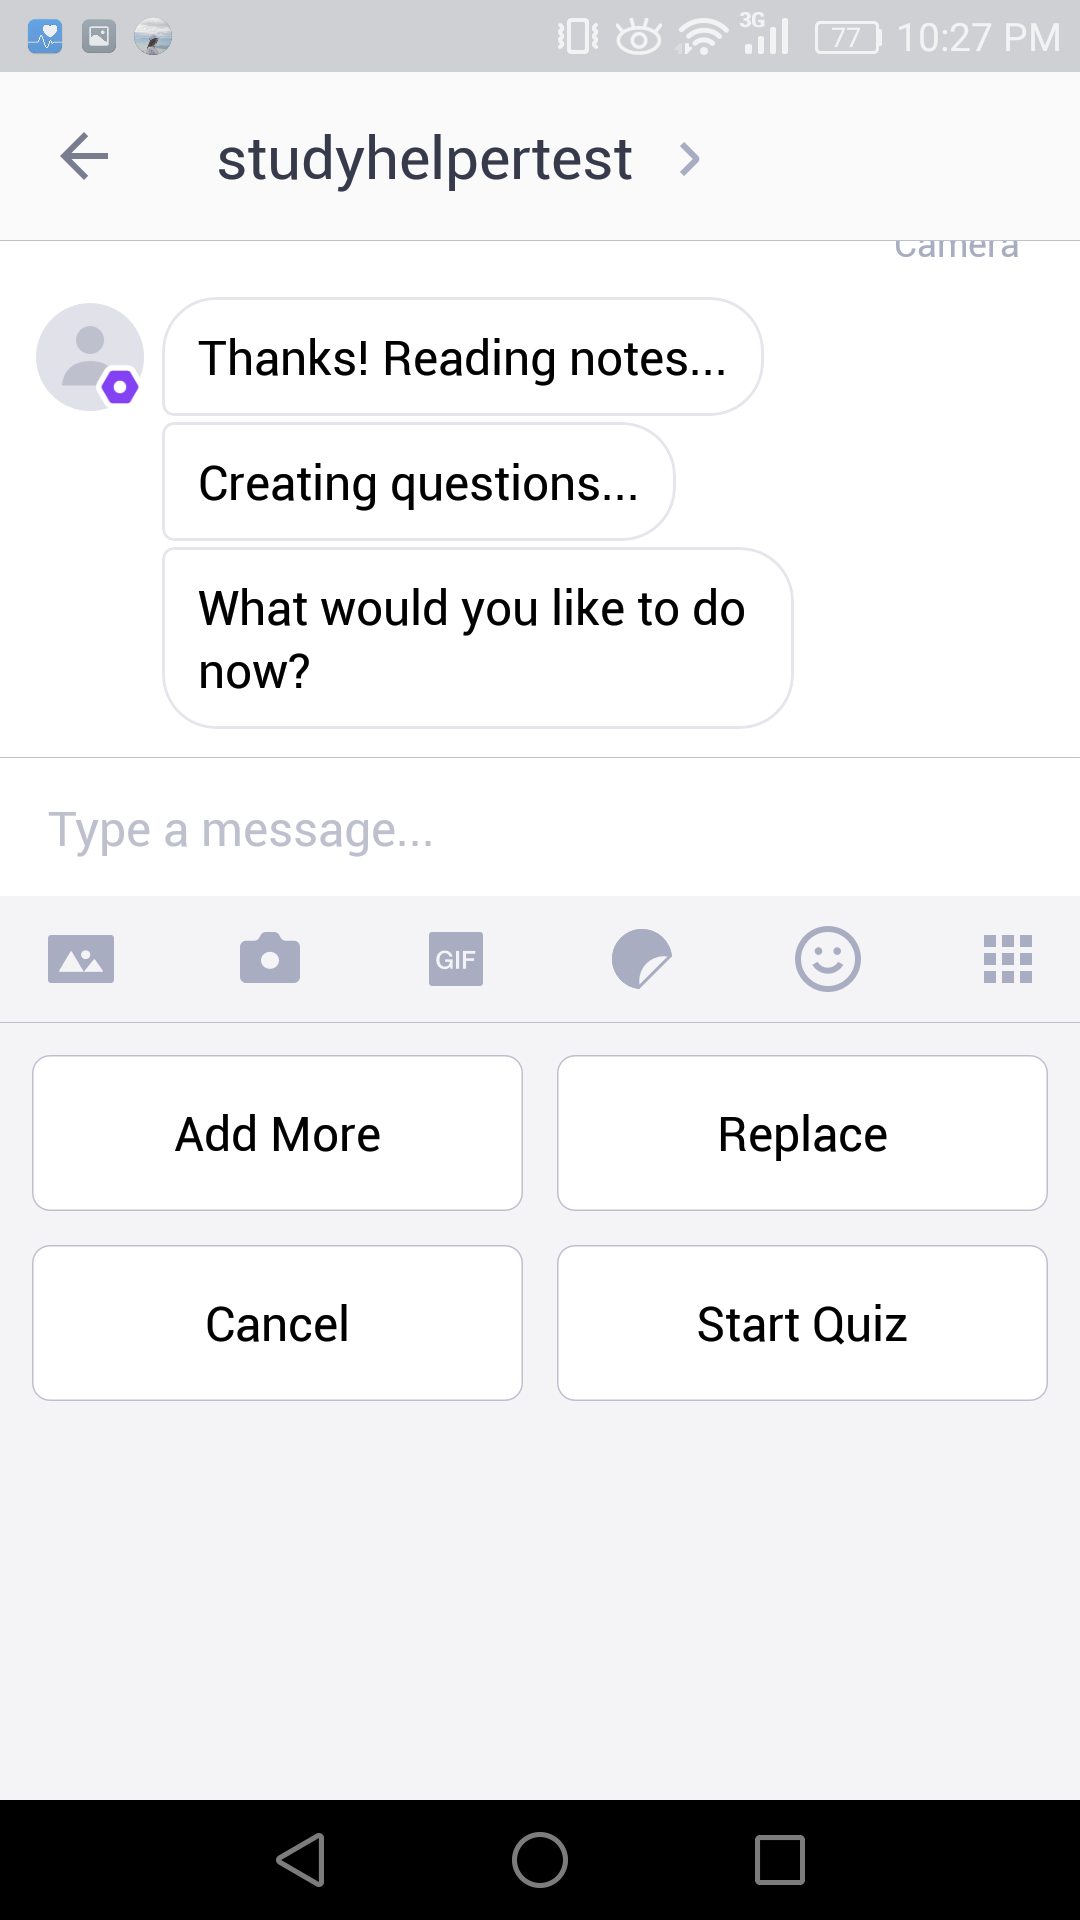 3G
77
10:27 PM
studyhelpertest
Camera
Thanks! Reading notes...
Creating questions...
What would you like to do
now?
Type a message...
GIF
Add More
Replace
Cancel
Start Quiz